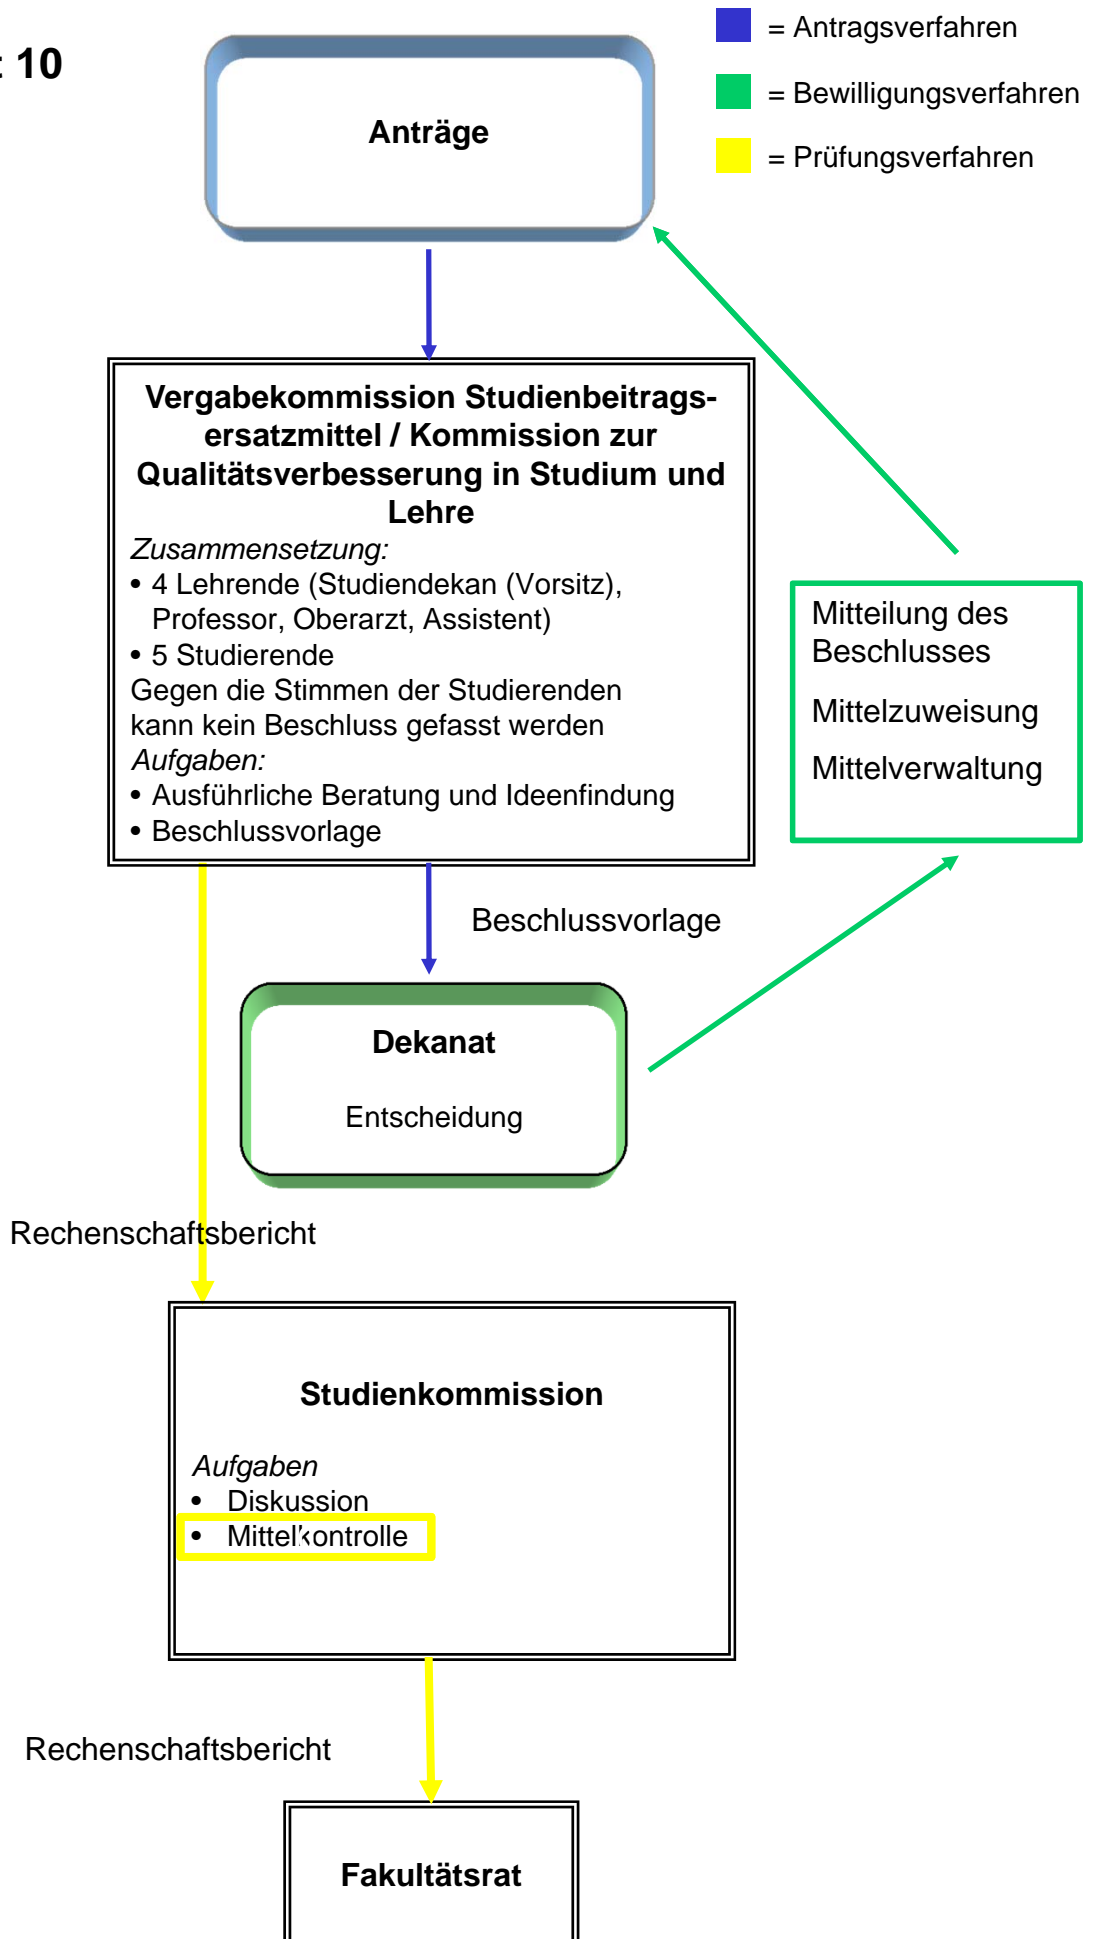 t 10
= Antragsverfahren
= Bewilligungsverfahren
= Prüfungsverfahren
Anträge
Vergabekommission Studienbeitrags-
ersatzmittel / Kommission zur
Qualitätsverbesserung in Studium und
Lehre
Zusammensetzung:
• 4 Lehrende (Studiendekan (Vorsitz),
Professor, Oberarzt, Assistent)
• 5 Studierende
Gegen die Stimmen der Studierenden
kann kein Beschluss gefasst werden
Aufgaben:
• Ausführliche Beratung und Ideenfindung
• Beschlussvorlage
Mitteilung des
Beschlusses
Mittelzuweisung
Mittelverwaltung
Beschlussvorlage
Dekanat
Entscheidung
Rechenschaftsbericht
Studienkommission
Aufgaben
• Diskussion
• Mittelkontrolle
Rechenschaftsbericht
Fakultätsrat